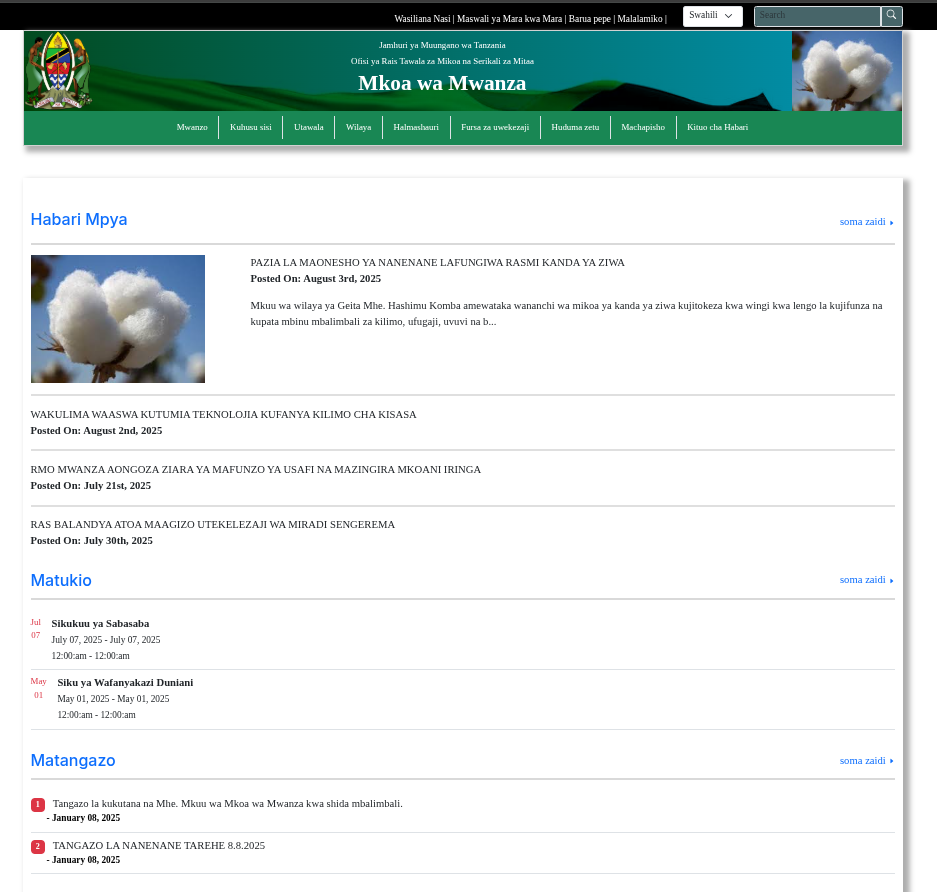 Wasiliana Nasi | Maswali ya Mara kwa Mara | Barua pepe | Malalamiko |
Swahili
Search
Jamhuri ya Muungano wa Tanzania
Ofisi ya Rais Tawala za Mikoa na Serikali za Mitaa
Mkoa wa Mwanza
Mwanzo
Kuhusu sisi
Utawala
Wilaya
Halmashauri
Fursa za uwekezaji
Huduma zetu
Machapisho
Kituo cha Habari
Habari Mpya
soma zaidi
PAZIA LA MAONESHO YA NANENANE LAFUNGIWA RASMI KANDA YA ZIWA
Posted On: August 3rd, 2025
Mkuu wa wilaya ya Geita Mhe. Hashimu Komba amewataka wananchi wa mikoa ya kanda ya ziwa kujitokeza kwa wingi kwa lengo la kujifunza na
kupata mbinu mbalimbali za kilimo, ufugaji, uvuvi na b...
WAKULIMA WAASWA KUTUMIA TEKNOLOJIA KUFANYA KILIMO CHA KISASA
Posted On: August 2nd, 2025
RMO MWANZA AONGOZA ZIARA YA MAFUNZO YA USAFI NA MAZINGIRA MKOANI IRINGA
Posted On: July 21st, 2025
RAS BALANDYA ATOA MAAGIZO UTEKELEZAJI WA MIRADI SENGEREMA
Posted On: July 30th, 2025
Matukio
soma zaidi
Jul
07
Sikukuu ya Sabasaba
July 07, 2025 - July 07, 2025
12:00:am - 12:00:am
May
01
Siku ya Wafanyakazi Duniani
May 01, 2025 - May 01, 2025
12:00:am - 12:00:am
Matangazo
soma zaidi
1 Tangazo la kukutana na Mhe. Mkuu wa Mkoa wa Mwanza kwa shida mbalimbali.
- January 08, 2025
2 TANGAZO LA NANENANE TAREHE 8.8.2025
- January 08, 2025